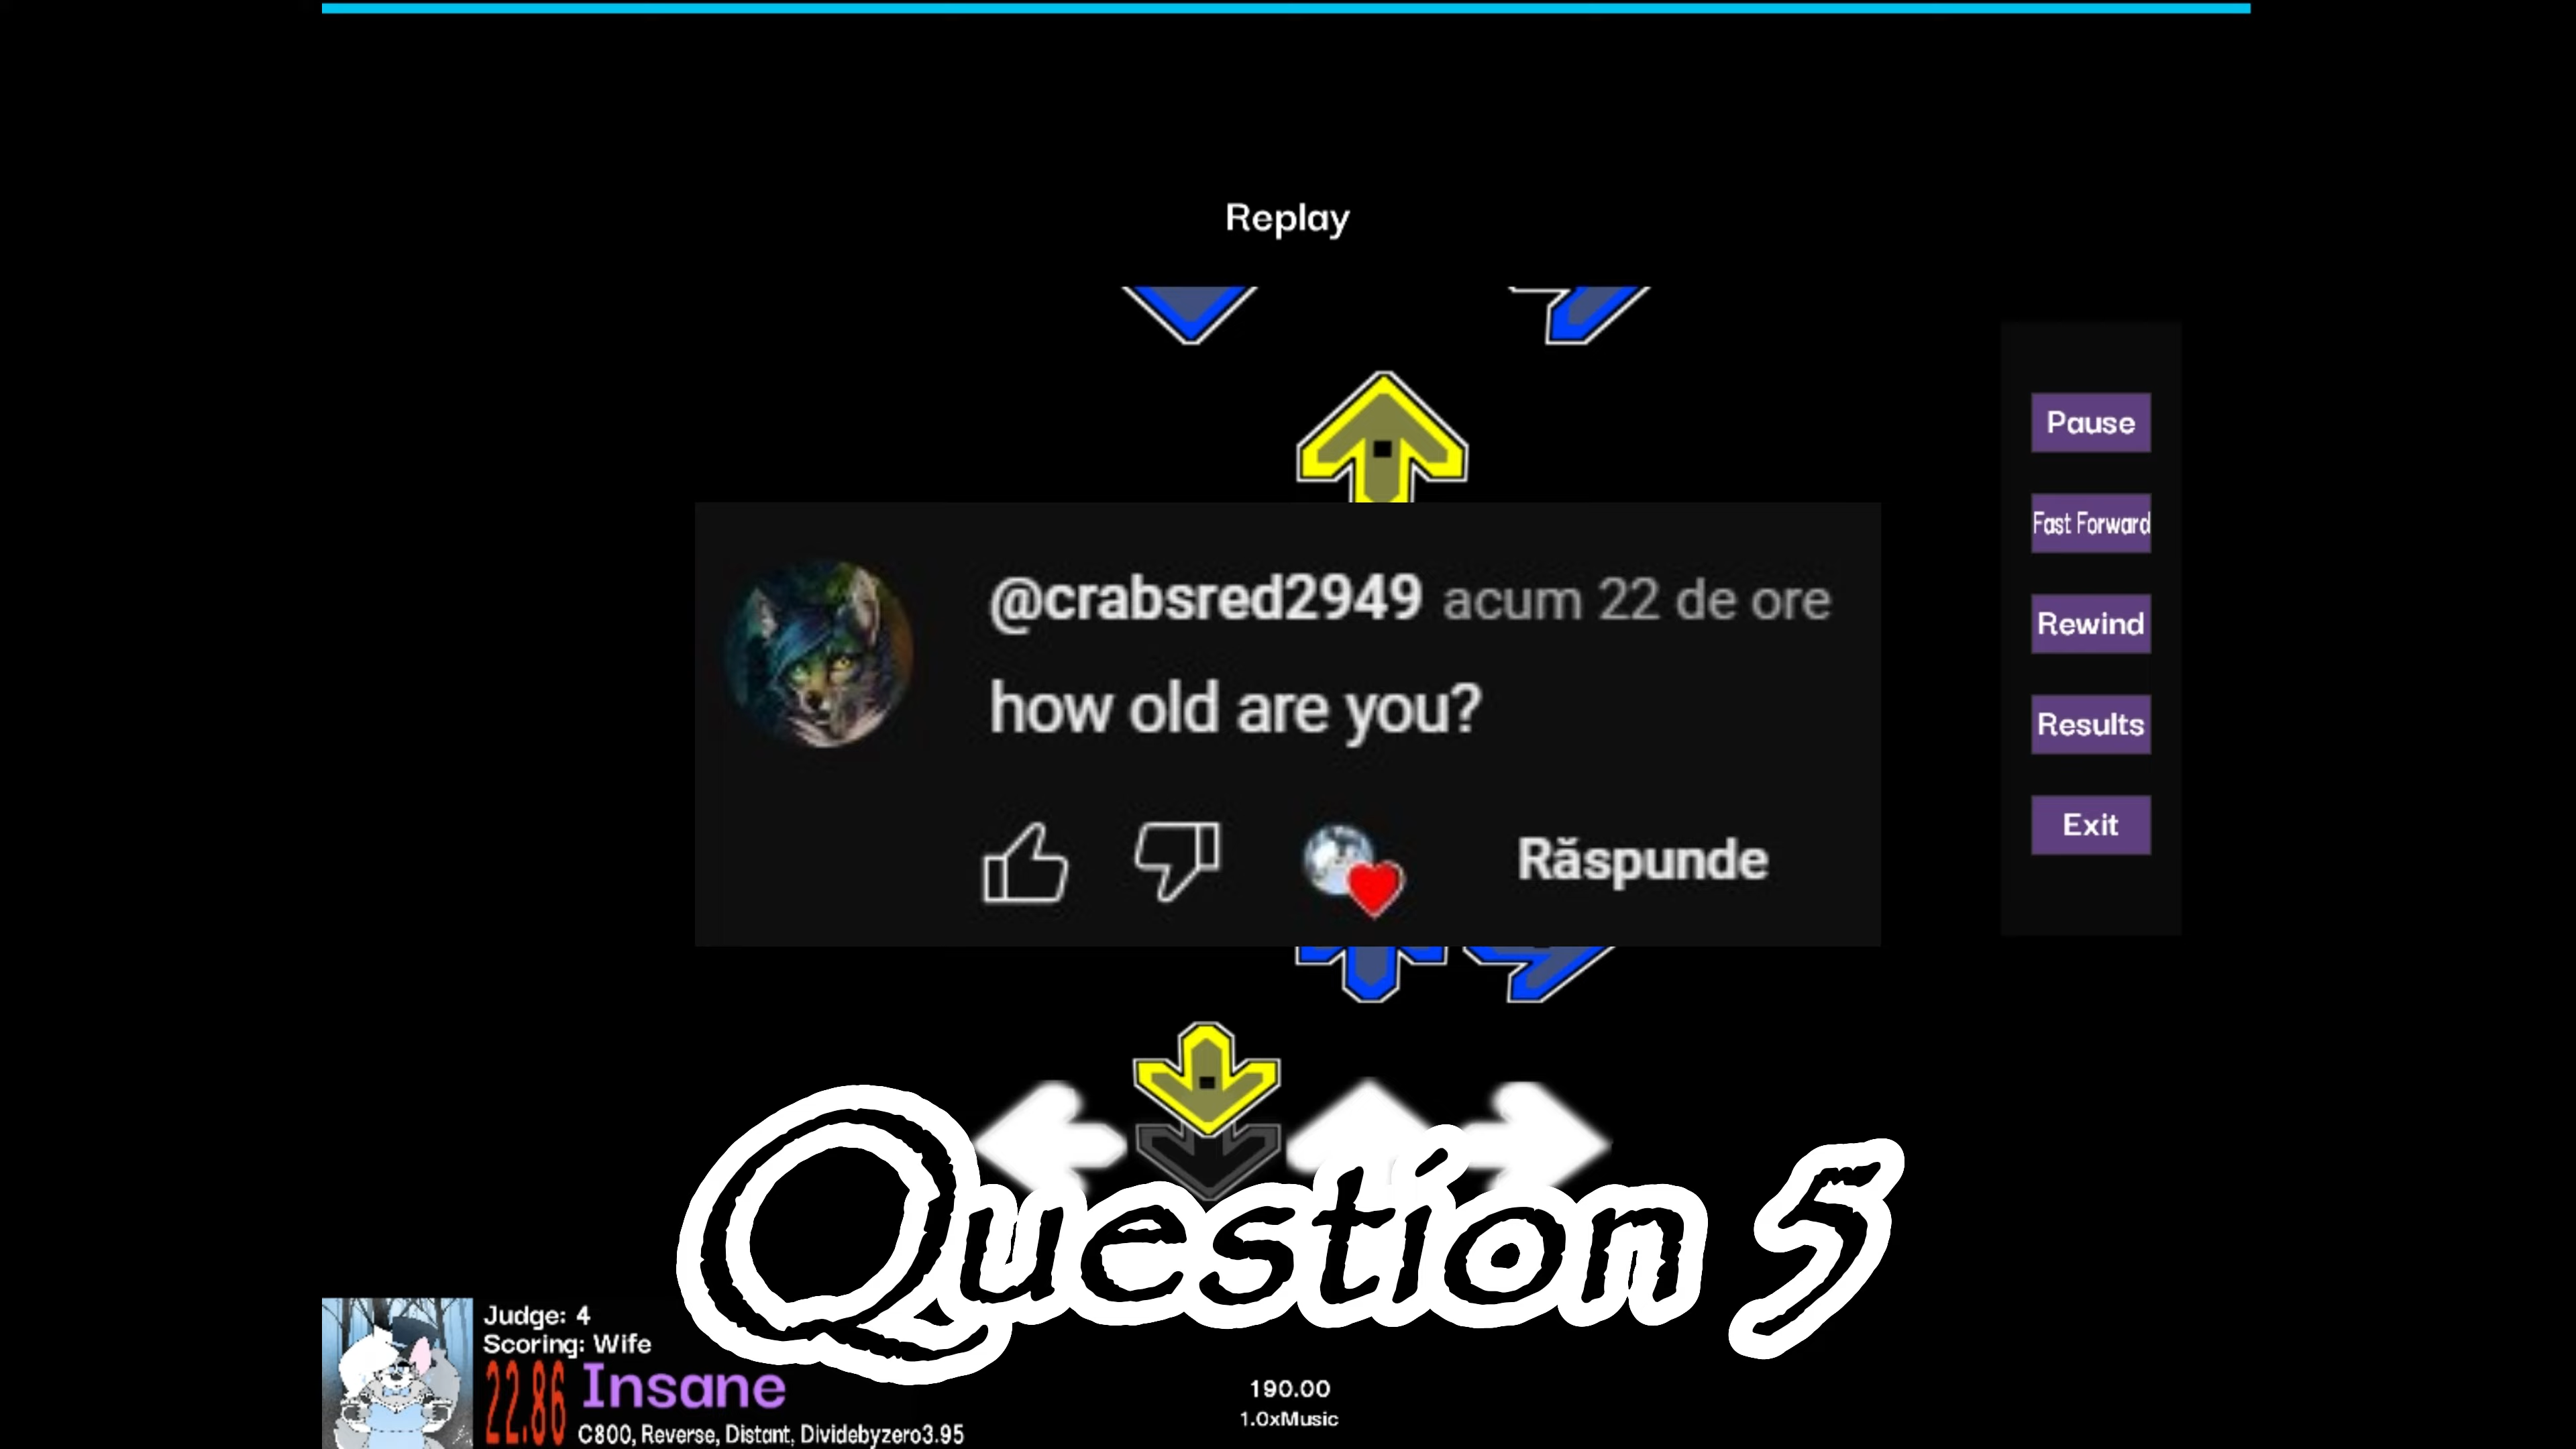 Replay
Pause
Fast Forward
Rewind
Results
Exit
@crabsred2949 acum 22 de ore
how old are you?
Răspunde
Question 5
Judge: 4
Scoring: Wife
22.86 Insane
C800, Reverse, Distant, Dividebyzero3.95
190.00
1.0xMusic